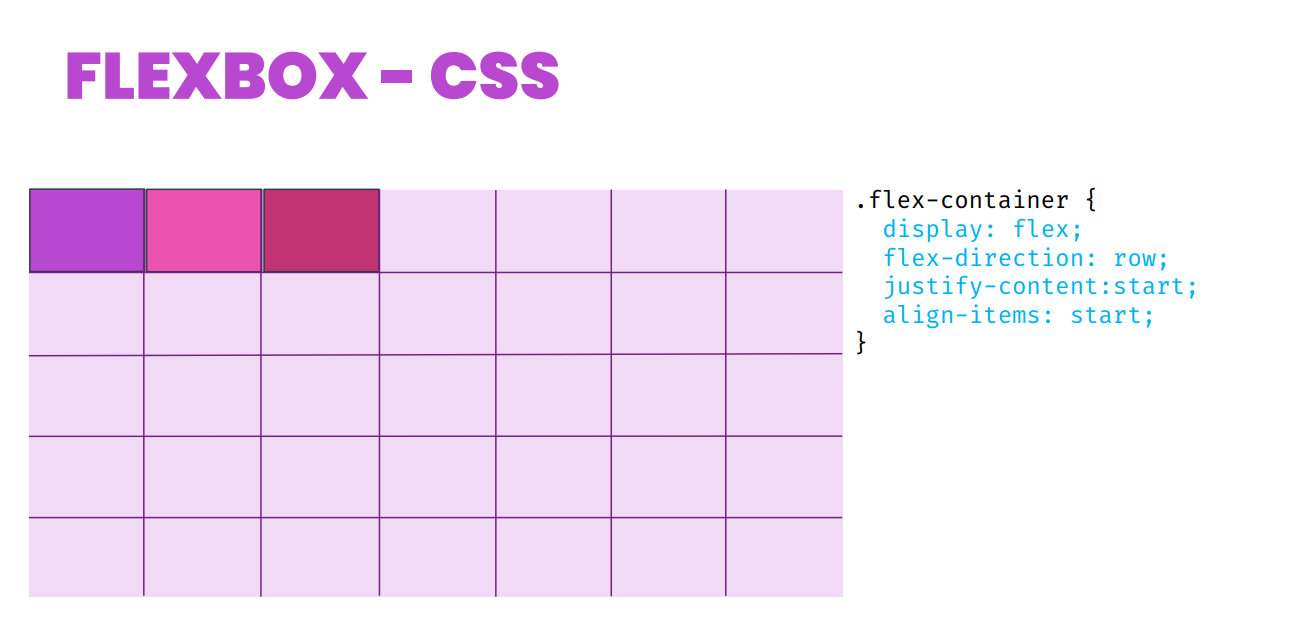 FLEXBOX - CSS
.flex-container {
  display: flex;
  flex-direction: row;
  justify-content:start;
  align-items: start;
}